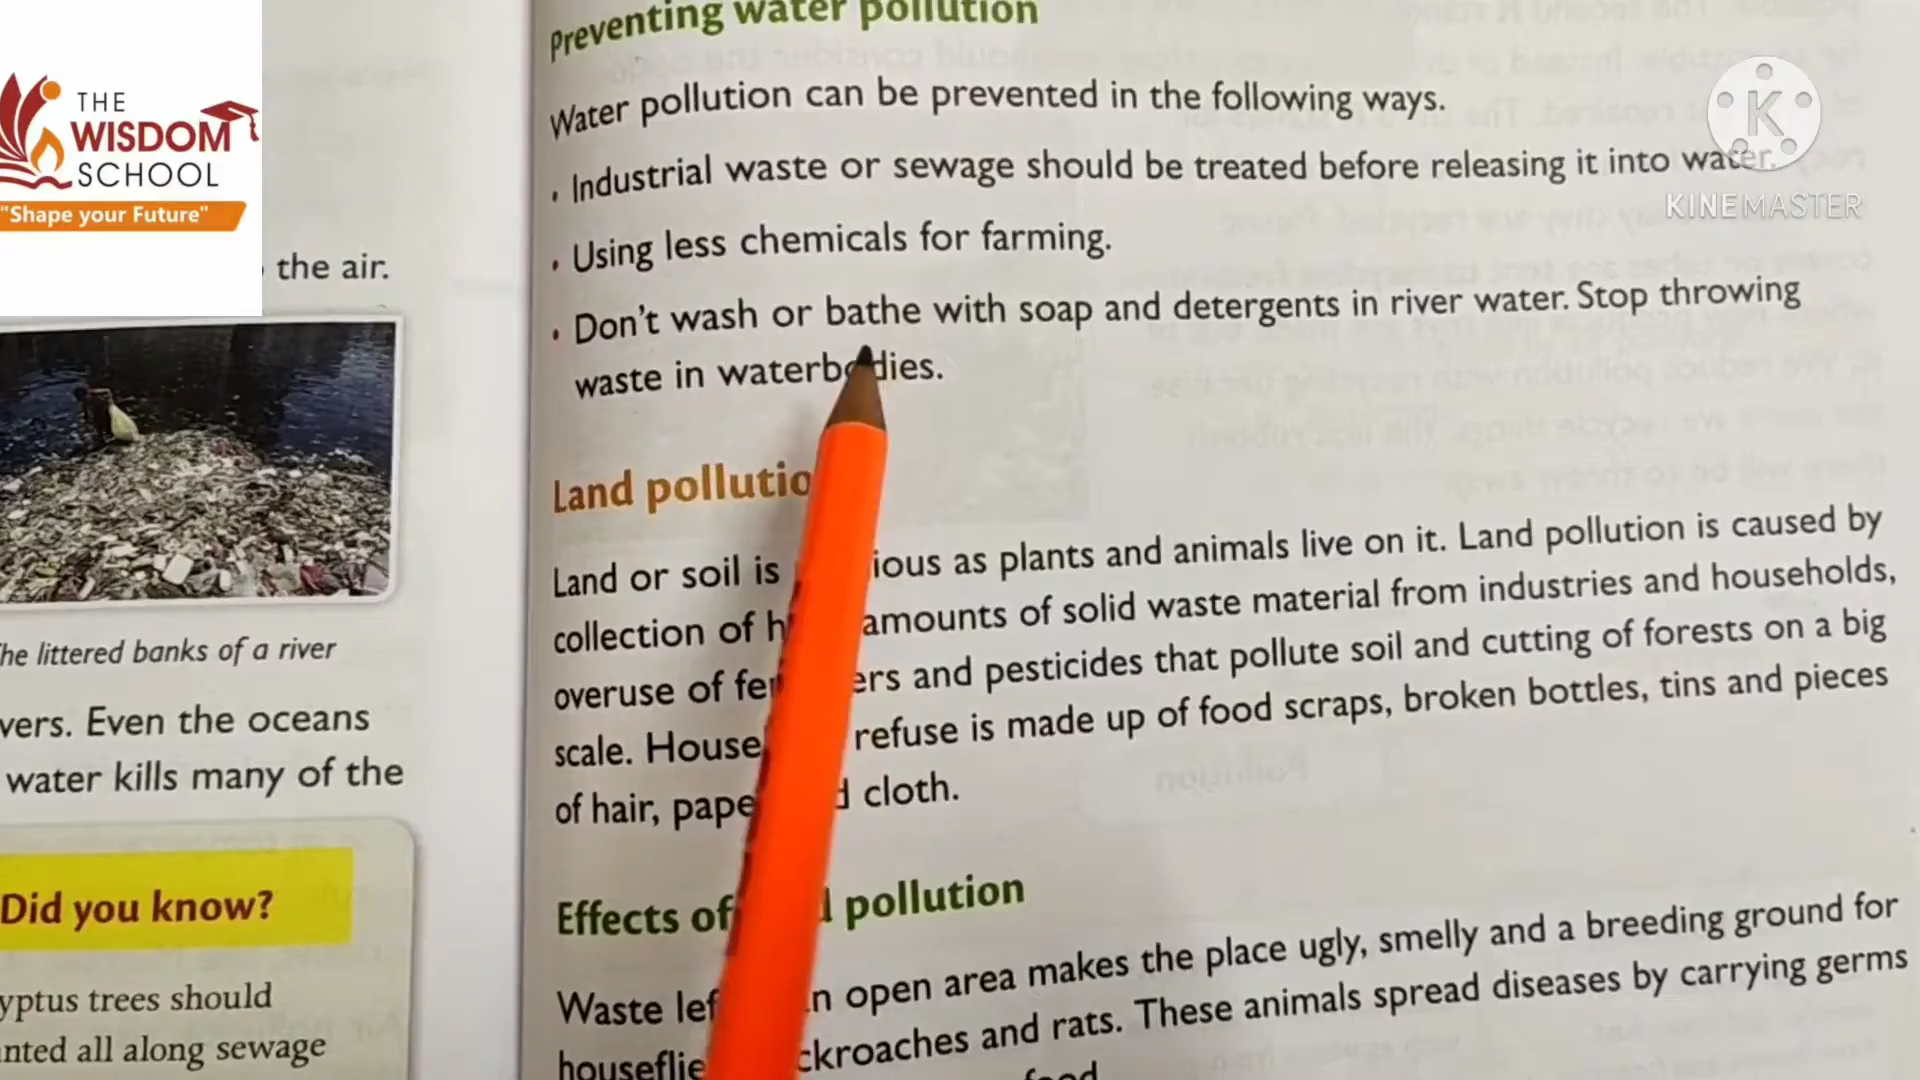 THE
WISDOM
SCHOOL
"Shape your Future"
the air.
he littered banks of a river
vers. Even the oceans
water kills many of the
Did you know?
yptus trees should
nted all along sewage
Preventing water pollution
Water pollution can be prevented in the following ways.
• Industrial waste or sewage should be treated before releasing it into water.
• Using less chemicals for farming.
• Don't wash or bathe with soap and detergents in river water. Stop throwing
waste in waterbodies.
Land pollutio
Land or soil is ious as plants and animals live on it. Land pollution is caused by
collection of h amounts of solid waste material from industries and households,
overuse of fer ers and pesticides that pollute soil and cutting of forests on a big
scale. House refuse is made up of food scraps, broken bottles, tins and pieces
of hair, pape d cloth.
Effects of d pollution
Waste lef n open area makes the place ugly, smelly and a breeding ground for
houseflie ckroaches and rats. These animals spread diseases by carrying germs
food
K
KINEMASTER